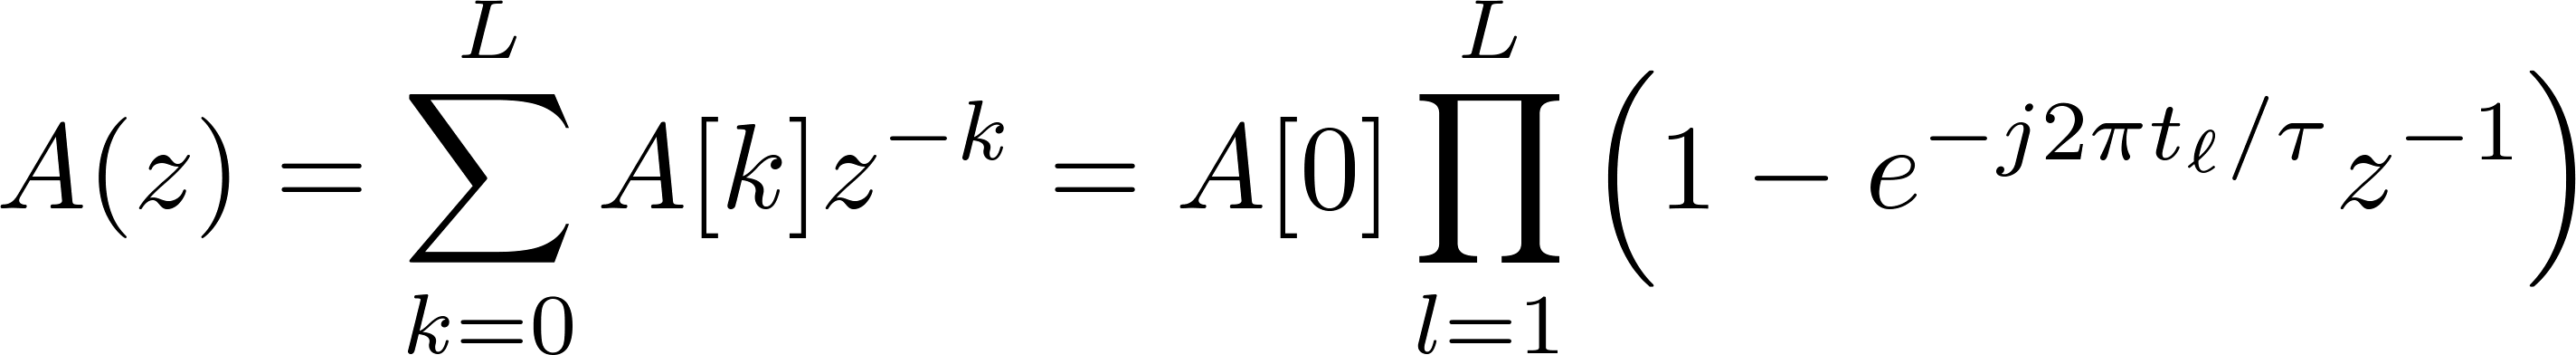 A(z) = \sum_{k=0}^{L} A[k] z^{-k} = A[0] \prod_{l=1}^{L} \left( 1 - e^{-j2\pi t_\ell/\tau} z^{-1} \right)